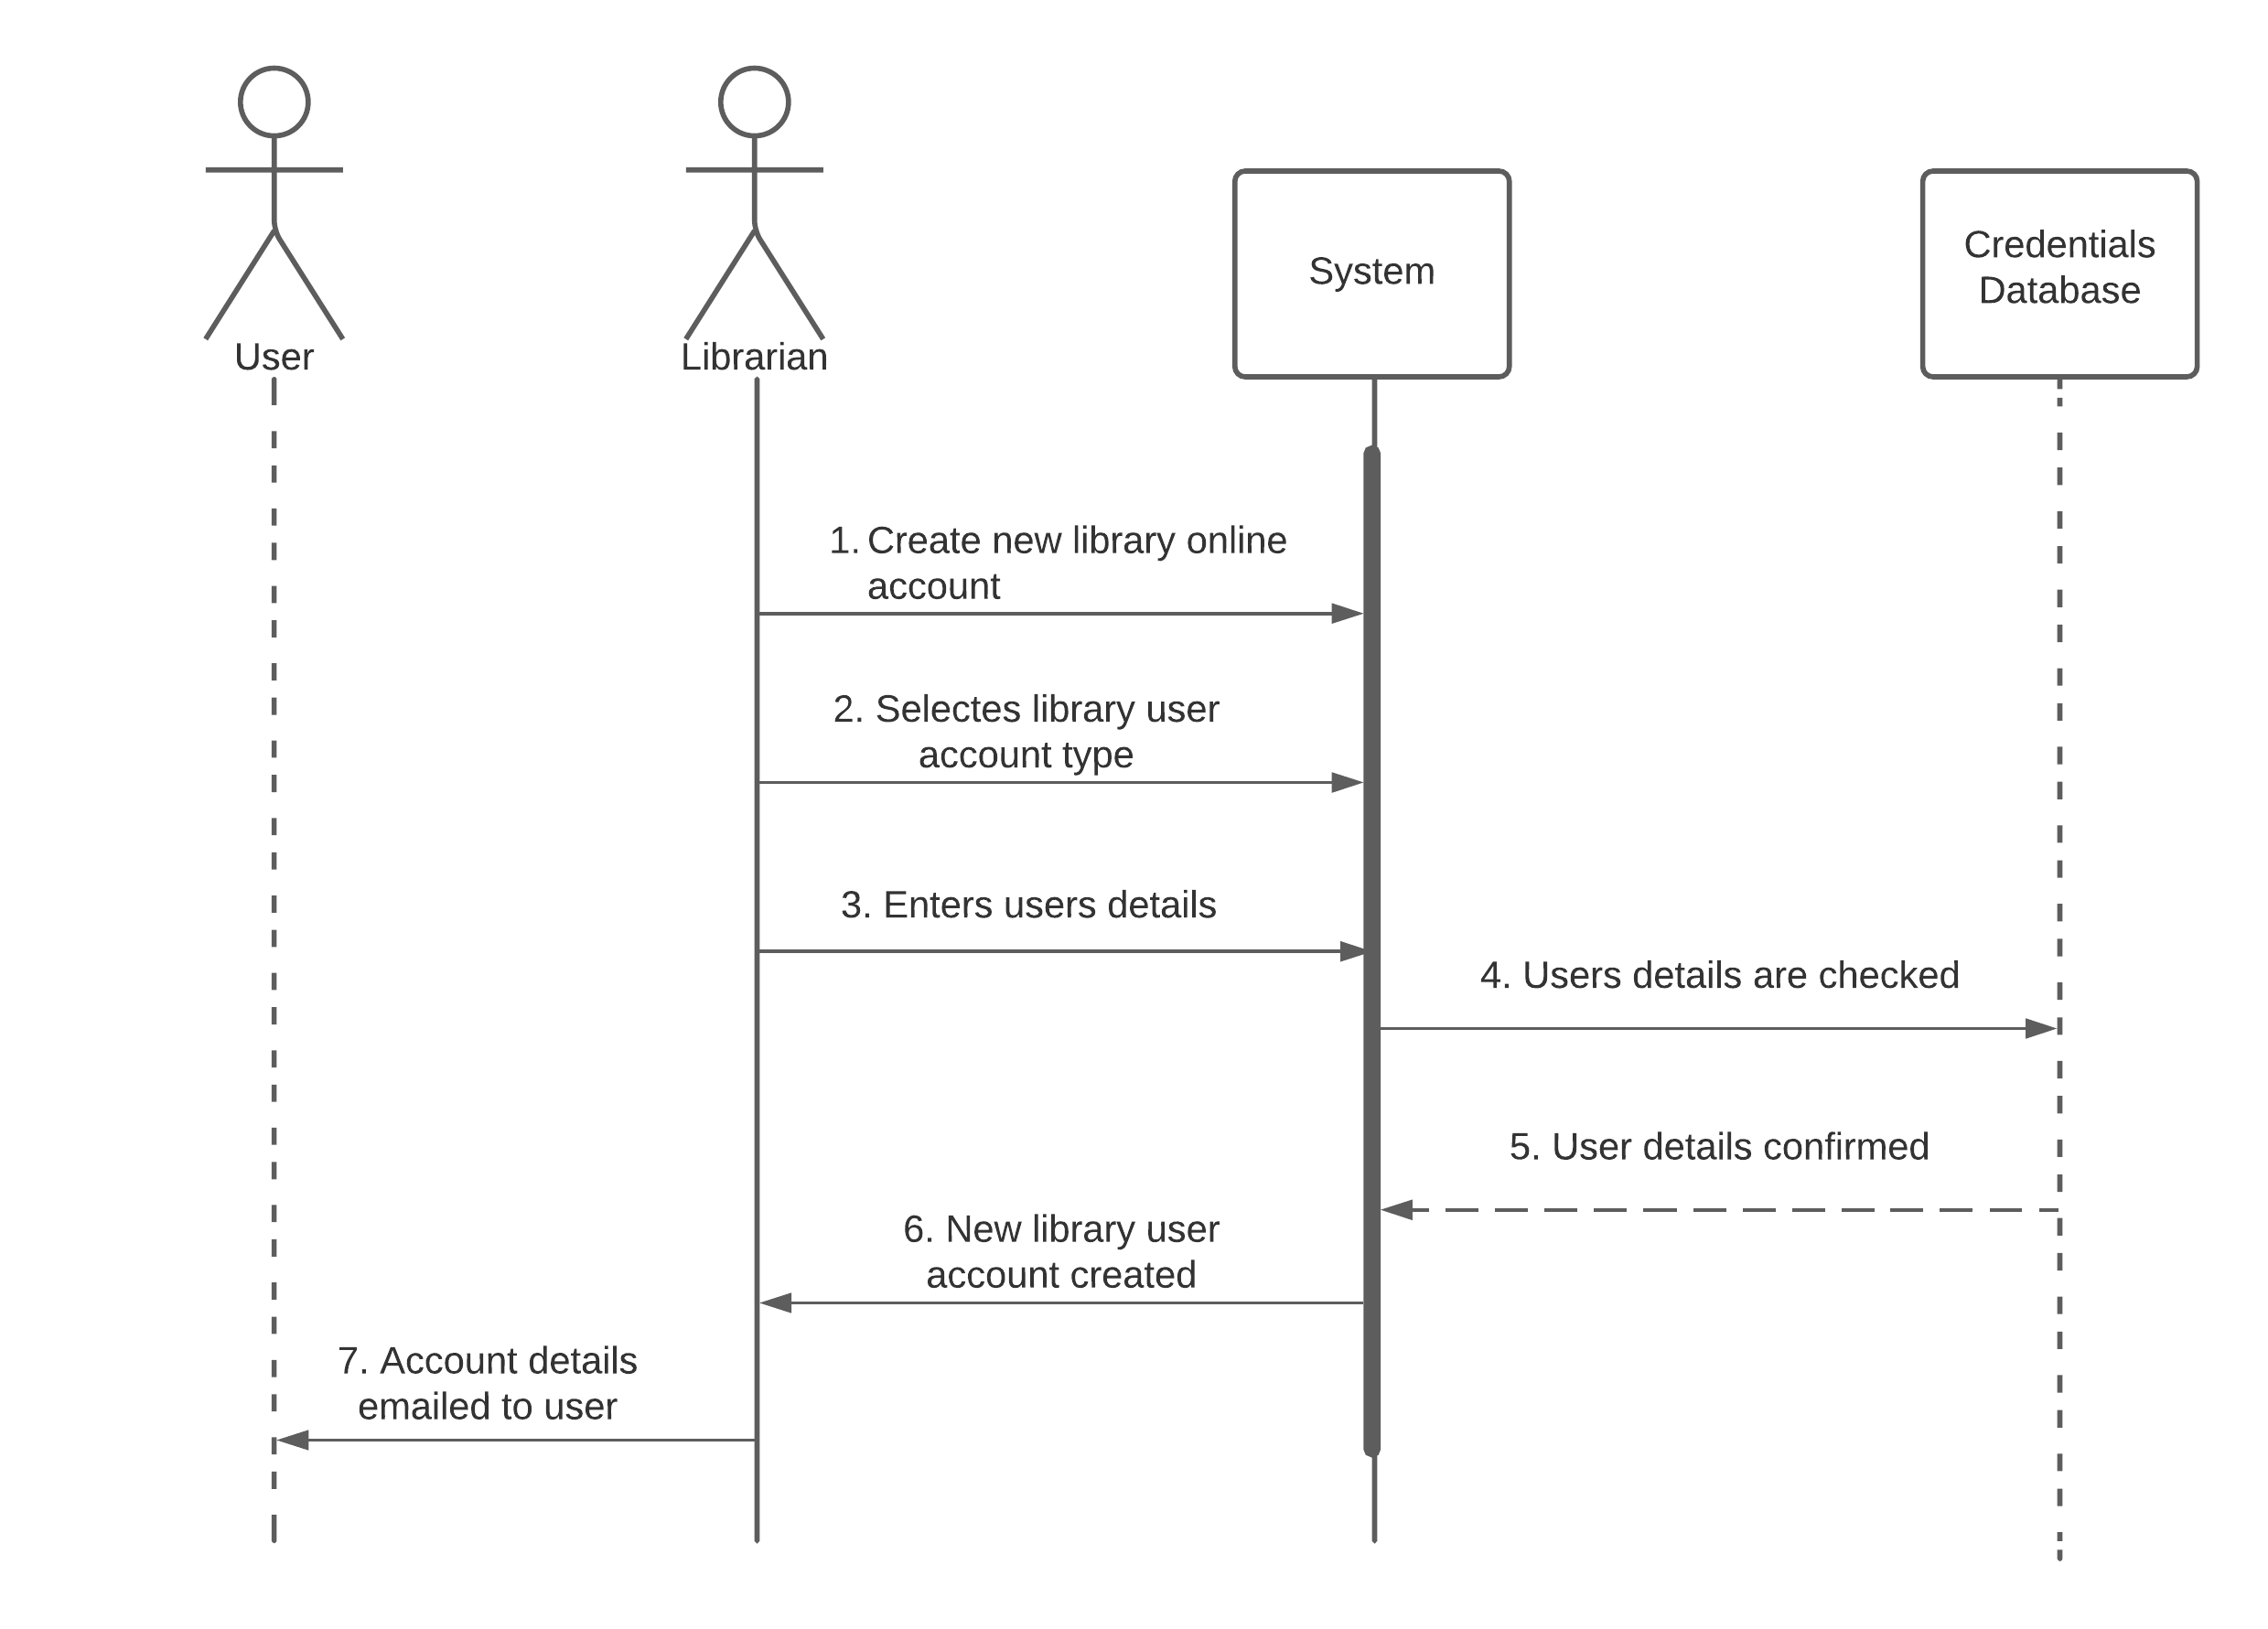 User
Librarian
System
Credentials
Database
1. Create new library online
account
2. Selectes library user
account type
3. Enters users details
4. Users details are checked
5. User details confirmed
6. New library user
account created
7. Account details
emailed to user